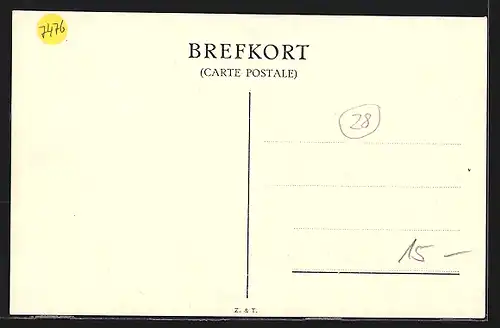 7476
BREFKORT
(CARTE POSTALE)
28
15 –
Z. & T.